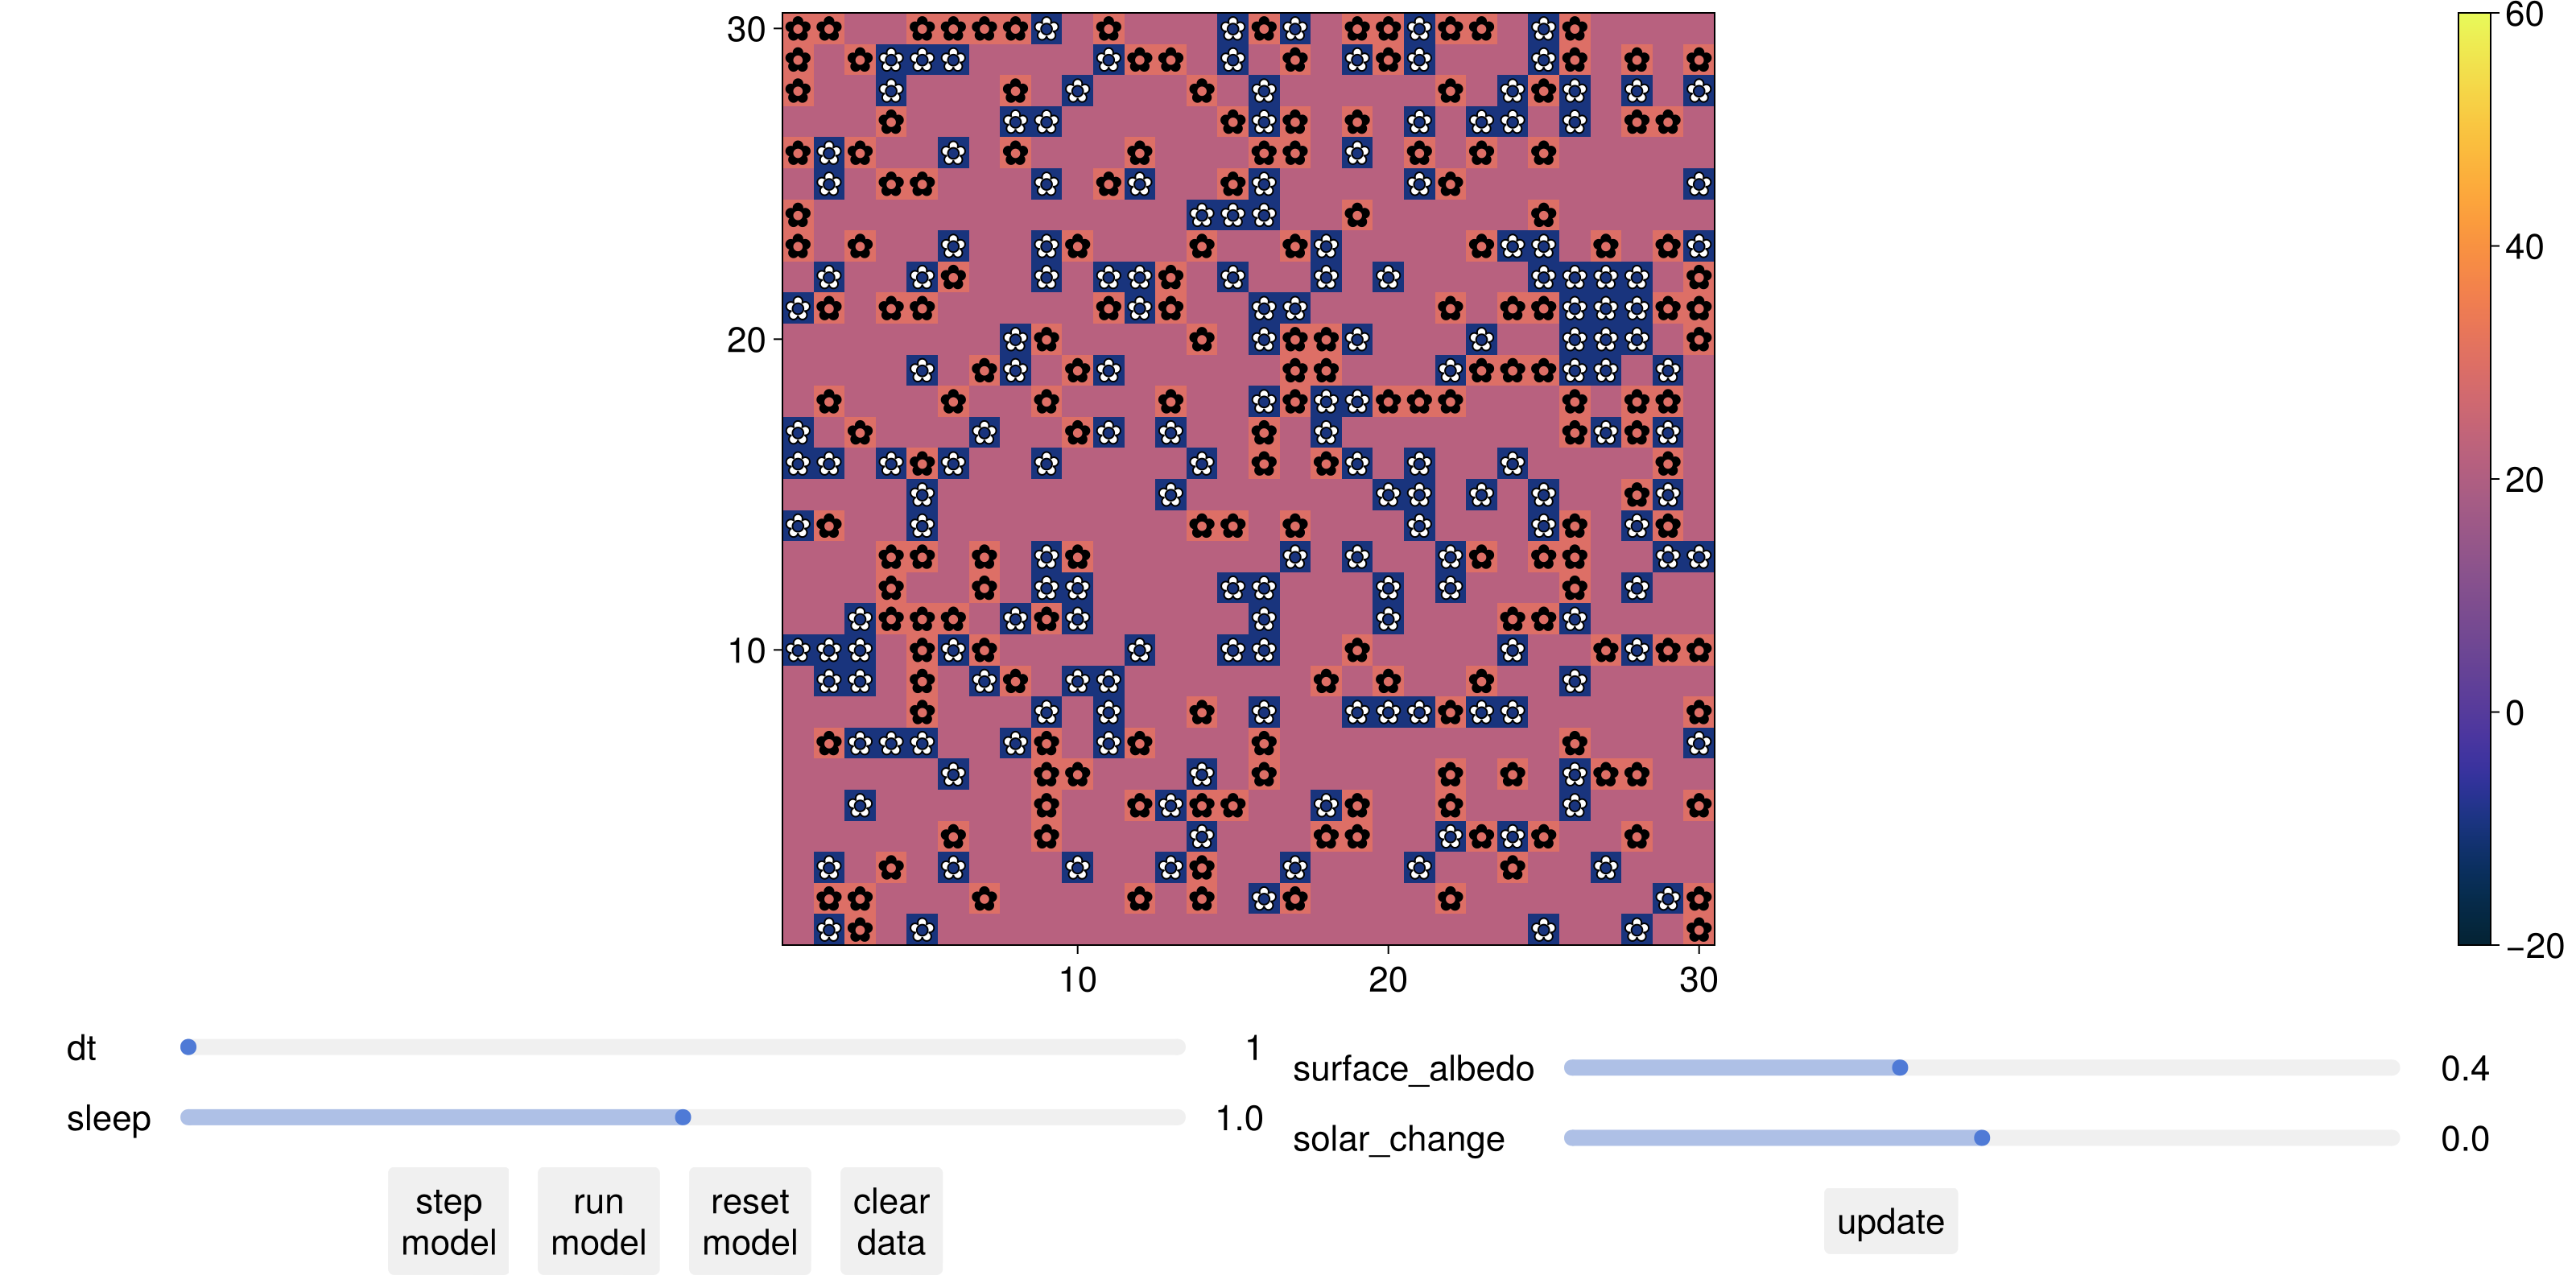 30
20
10
10
20
30
60
40
20
0
−20
dt
1
sleep
1.0
surface_albedo
0.4
solar_change
0.0
step
model
run
model
reset
model
clear
data
update